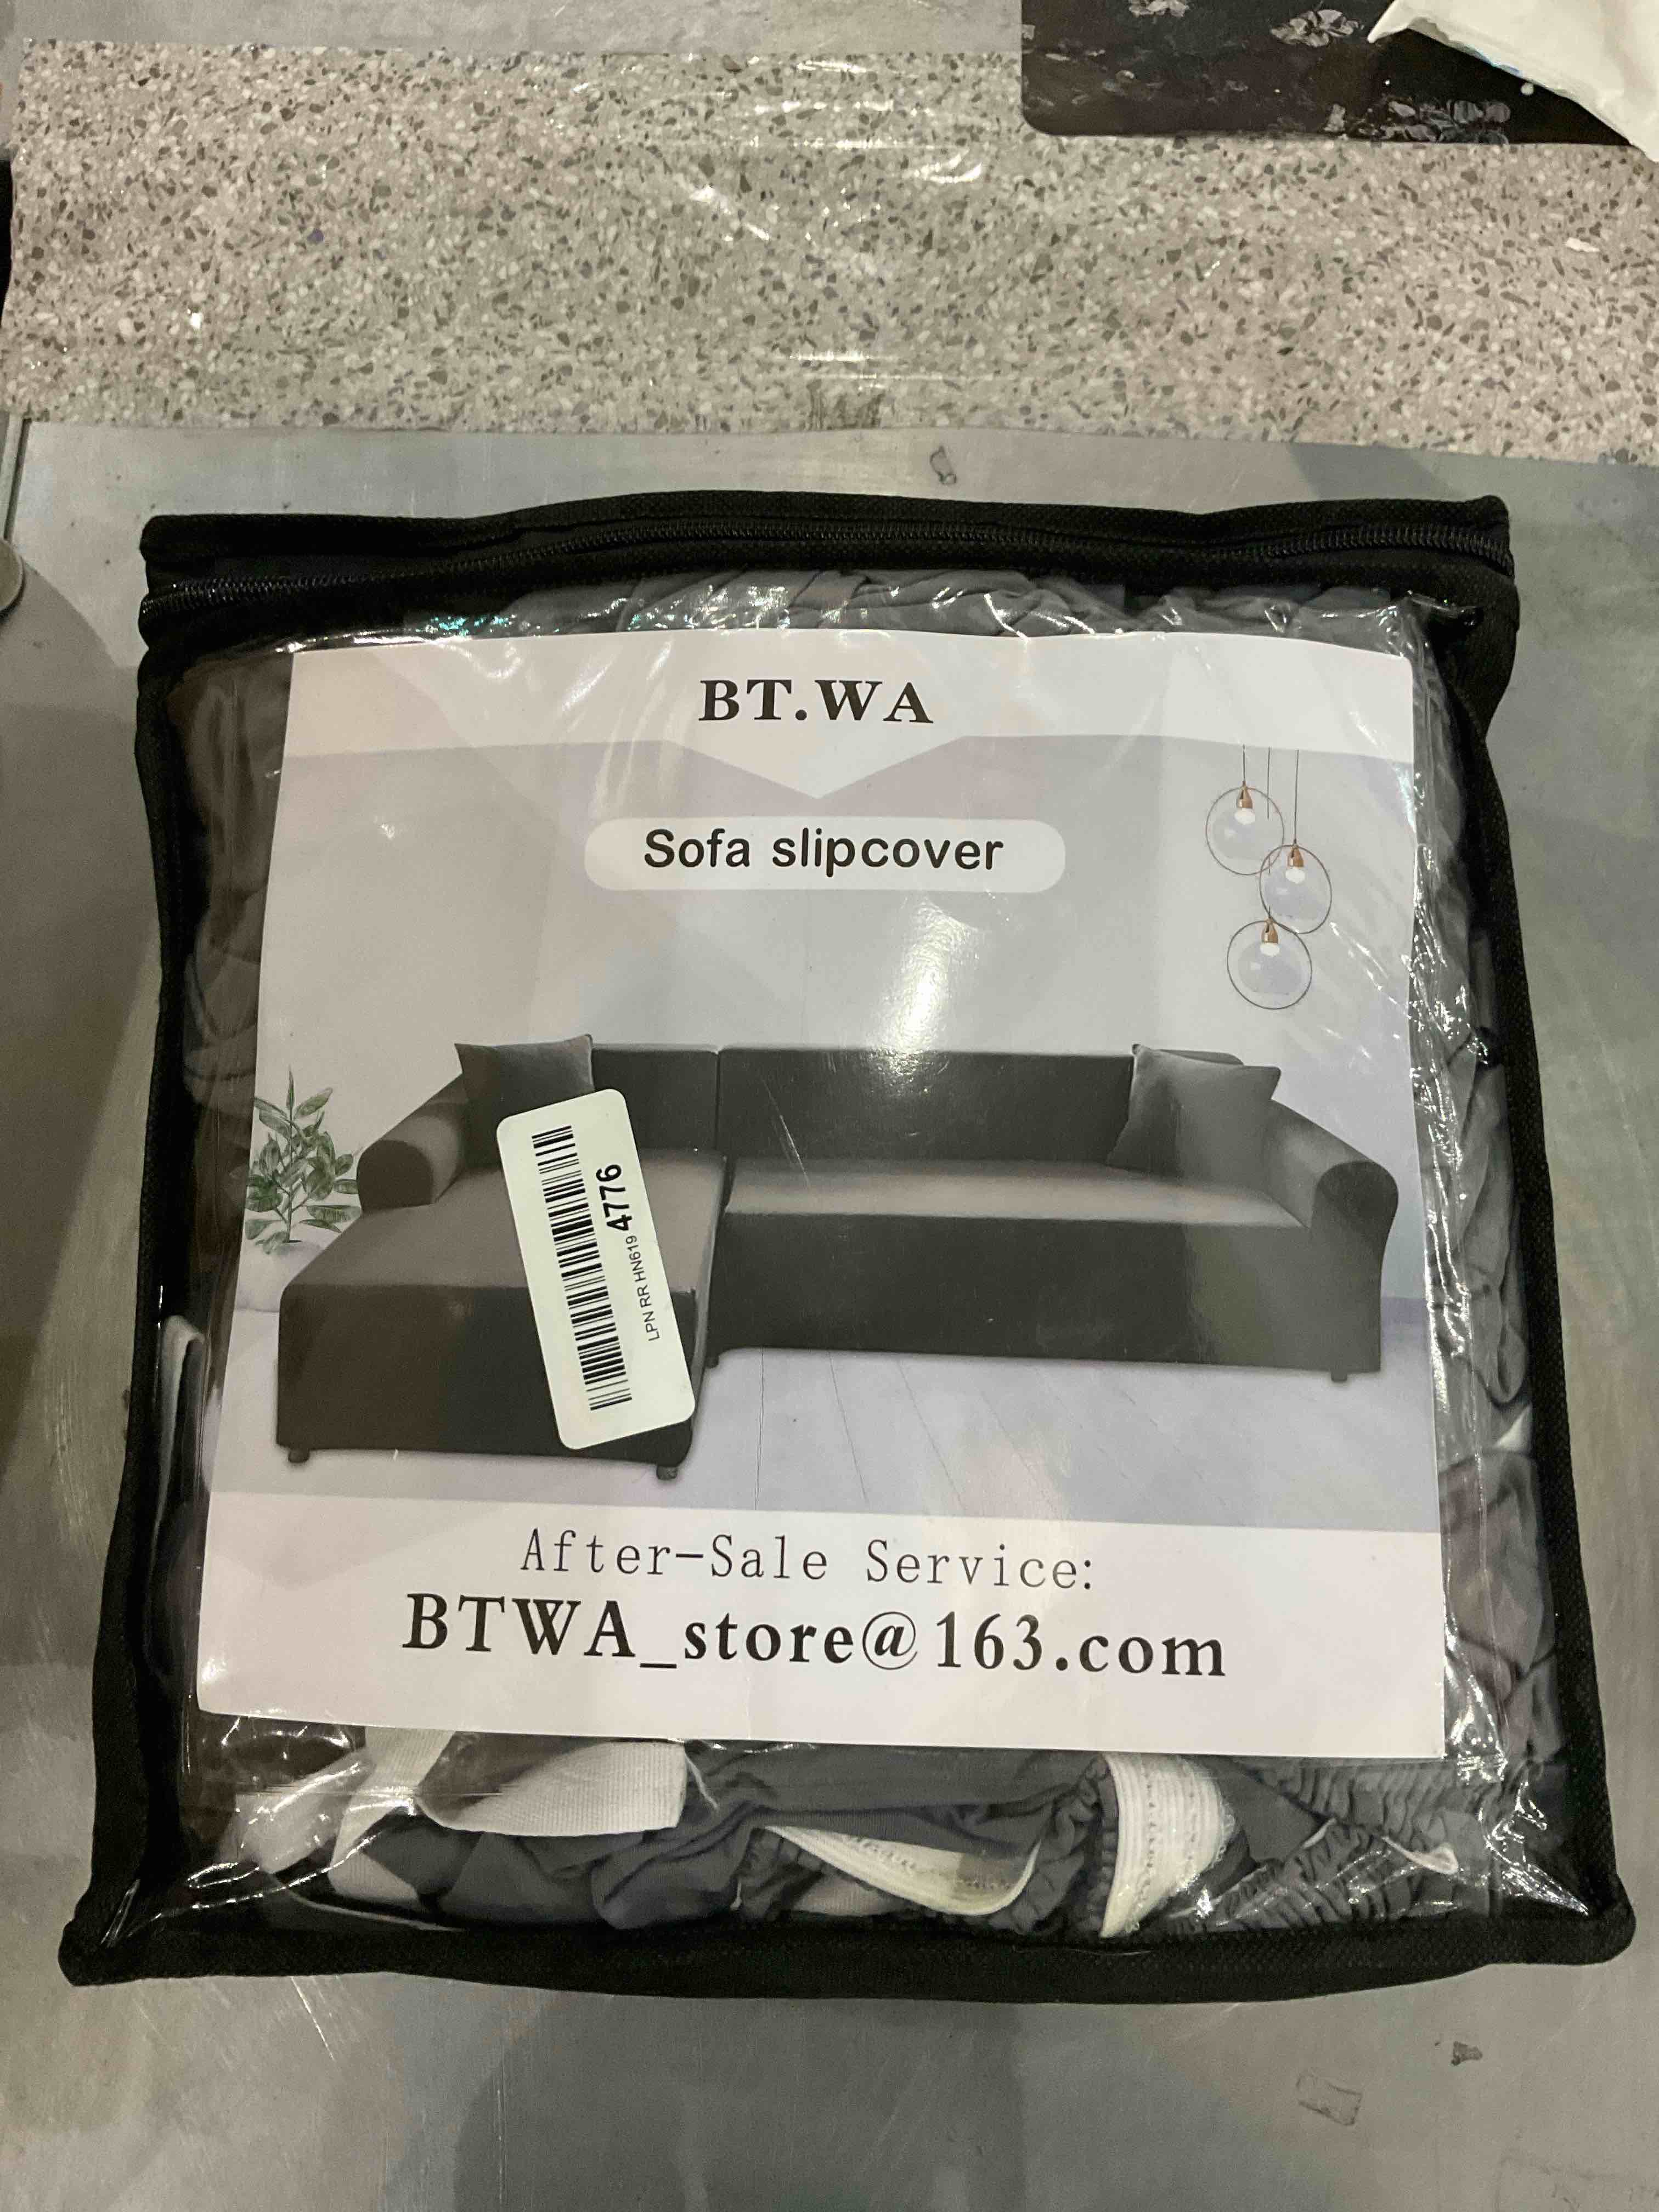 BT.WA
Sofa slipcover
LPN RR HN619 4776
After-Sale Service:
BTWA_store@163.com